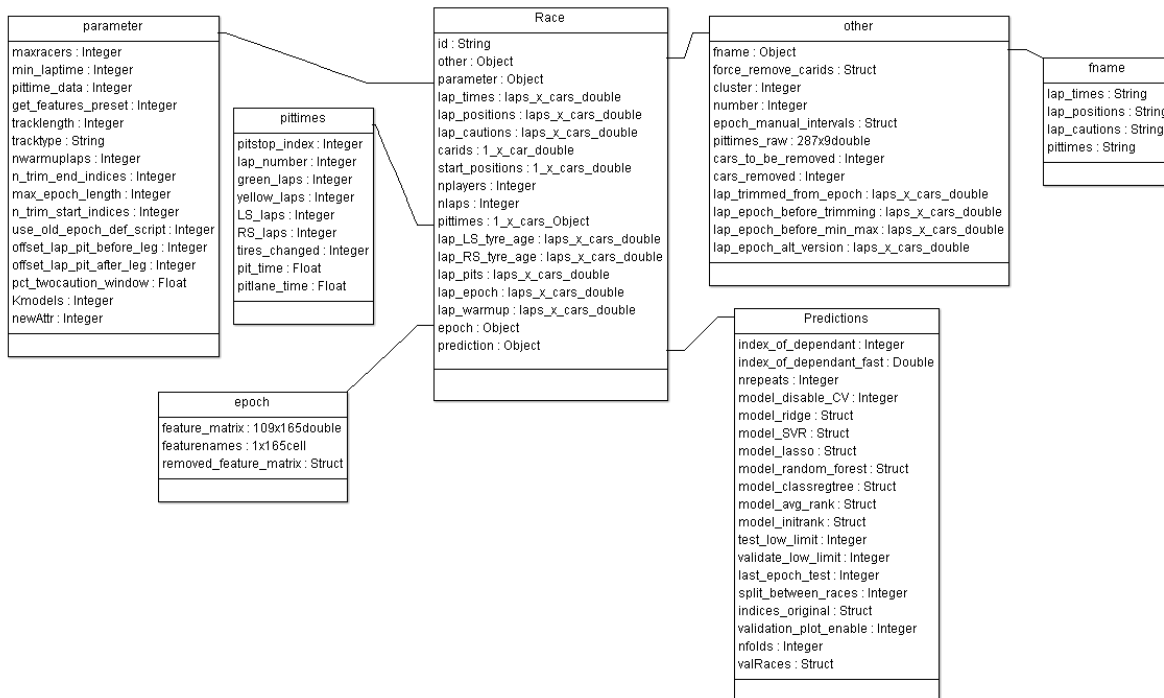 parameter
maxracers : Integer
min_laptime : Integer
pittime_data : Integer
get_features_preset : Integer
tracklength : Integer
tracktype : String
nwarmuplaps : Integer
n_trim_end_indices : Integer
max_epoch_length : Integer
n_trim_start_indices : Integer
use_old_epoch_def_script : Integer
offset_lap_pit_before_leg : Integer
offset_lap_pit_after_leg : Integer
pct_twocaution_window : Float
Kmodels : Integer
newAttr : Integer
pittimes
pitstop_index : Integer
lap_number : Integer
green_laps : Integer
yellow_laps : Integer
LS_laps : Integer
RS_laps : Integer
tires_changed : Integer
pit_time : Float
pitlane_time : Float
epoch
feature_matrix : 109x165double
featurenames : 1x165cell
removed_feature_matrix : Struct
Race
id : String
other : Object
parameter : Object
lap_times : laps_x_cars_double
lap_positions : laps_x_cars_double
lap_cautions : laps_x_cars_double
carids : 1_x_car_double
start_positions : 1_x_cars_double
nplayers : Integer
nlaps : Integer
pittimes : 1_x_cars_Object
lap_LS_tyre_age : laps_x_cars_double
lap_RS_tyre_age : laps_x_cars_double
lap_pits : laps_x_cars_double
lap_epoch : laps_x_cars_double
lap_warmup : laps_x_cars_double
epoch : Object
prediction : Object
other
fname : Object
force_remove_carids : Struct
cluster : Integer
number : Integer
epoch_manual_intervals : Struct
pittimes_raw : 287x9double
cars_to_be_removed : Integer
cars_removed : Integer
lap_trimmed_from_epoch : laps_x_cars_double
lap_epoch_before_trimming : laps_x_cars_double
lap_epoch_before_min_max : laps_x_cars_double
lap_epoch_alt_version : laps_x_cars_double
fname
lap_times : String
lap_positions : String
lap_cautions : String
pittimes : String
Predictions
index_of_dependant : Integer
index_of_dependant_fast : Double
nrepeats : Integer
model_disable_CV : Integer
model_ridge : Struct
model_SVR : Struct
model_lasso : Struct
model_random_forest : Struct
model_classregtree : Struct
model_avg_rank : Struct
model_initrank : Struct
test_low_limit : Integer
validate_low_limit : Integer
last_epoch_test : Integer
split_between_races : Integer
indices_original : Struct
validation_plot_enable : Integer
nfolds : Integer
valRaces : Struct